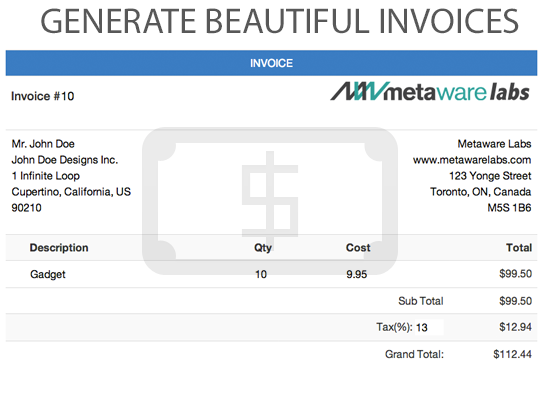 GENERATE BEAUTIFUL INVOICES
INVOICE
Invoice #10
metaware labs
Mr. John Doe
John Doe Designs Inc.
1 Infinite Loop
Cupertino, California, US
90210
Metaware Labs
www.metawarelabs.com
123 Yonge Street
Toronto, ON, Canada
M5S 1B6
$
Description Qty Cost Total
Gadget 10 9.95 $99.50
Sub Total $99.50
Tax(%): 13 $12.94
Grand Total: $112.44